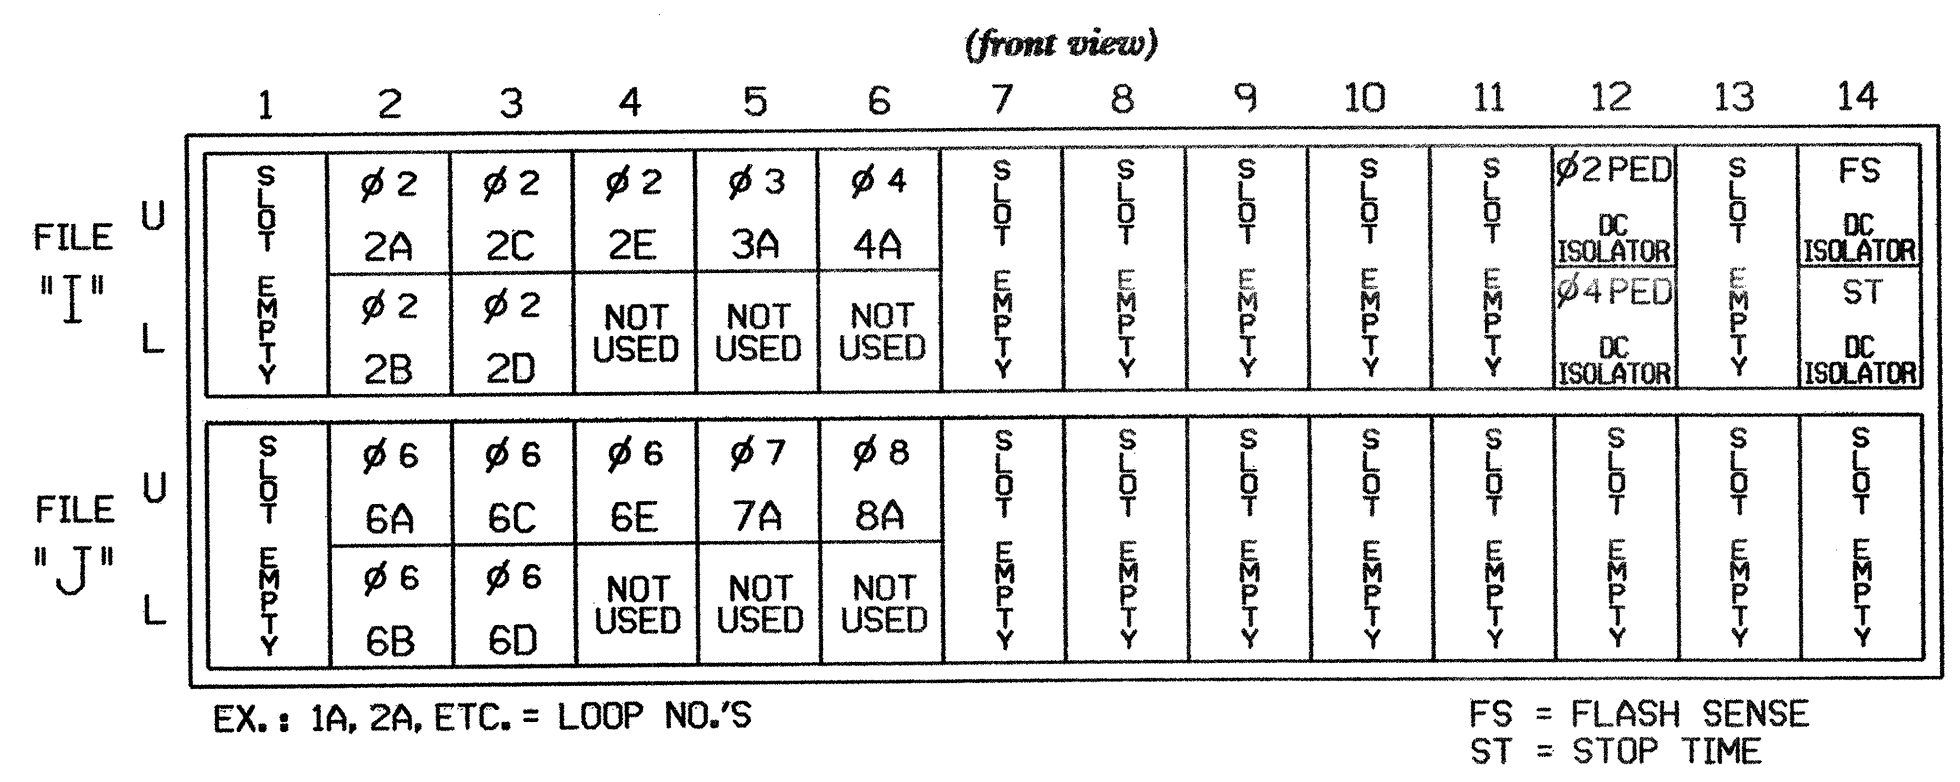 (front view)
1 2 3 4 5 6 7 8 9 10 11 12 13 14
FILE "I"
U
SLOT EMPTY
ø 2 2A
ø 2 2C
ø 2 2E
ø 3 3A
ø 4 4A
SLOT EMPTY
SLOT EMPTY
SLOT EMPTY
SLOT EMPTY
SLOT EMPTY
ø2 PED DC ISOLATOR
SLOT EMPTY
FS DC ISOLATOR
L
ø 2 2B
ø 2 2D
NOT USED
NOT USED
NOT USED
ø4 PED DC ISOLATOR
ST DC ISOLATOR
FILE "J"
U
SLOT EMPTY
ø 6 6A
ø 6 6C
ø 6 6E
ø 7 7A
ø 8 8A
SLOT EMPTY
SLOT EMPTY
SLOT EMPTY
SLOT EMPTY
SLOT EMPTY
SLOT EMPTY
SLOT EMPTY
SLOT EMPTY
L
ø 6 6B
ø 6 6D
NOT USED
NOT USED
NOT USED
EX.: 1A, 2A, ETC. = LOOP NO.'S
FS = FLASH SENSE
ST = STOP TIME